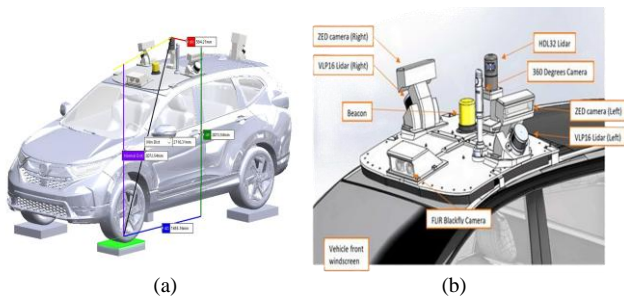 ZED camera (Right)
HDL32 Lidar
VLP16 Lidar (Right)
360 Degrees Camera
Beacon
ZED camera (Left)
VLP16 Lidar (Left)
FLIR Blackfly Camera
Vehicle front
windscreen
(a)
(b)